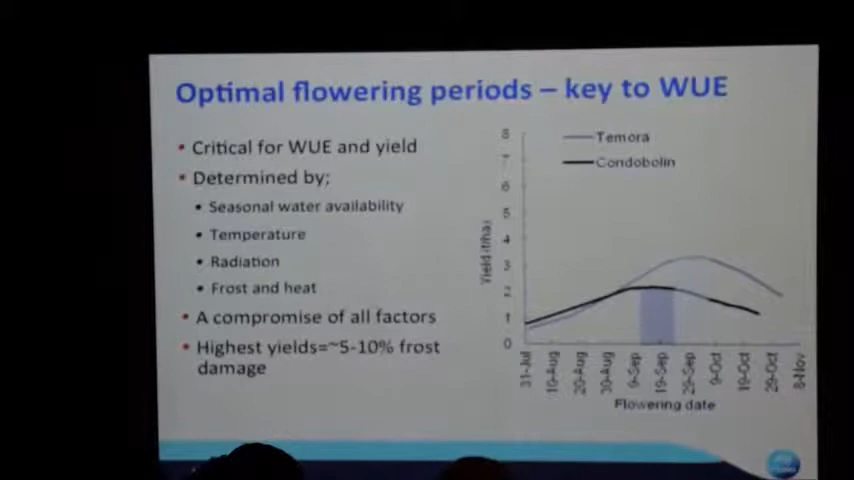 Optimal flowering periods – key to WUE
• Critical for WUE and yield
• Determined by;
• Seasonal water availability
• Temperature
• Radiation
• Frost and heat
• A compromise of all factors
• Highest yields=~5-10% frost
damage
Temora
Condobolin
Yield (t/ha)
8
7
6
5
4
3
2
1
0
31-Jul
10-Aug
20-Aug
30-Aug
9-Sep
19-Sep
29-Sep
9-Oct
19-Oct
29-Oct
8-Nov
Flowering date